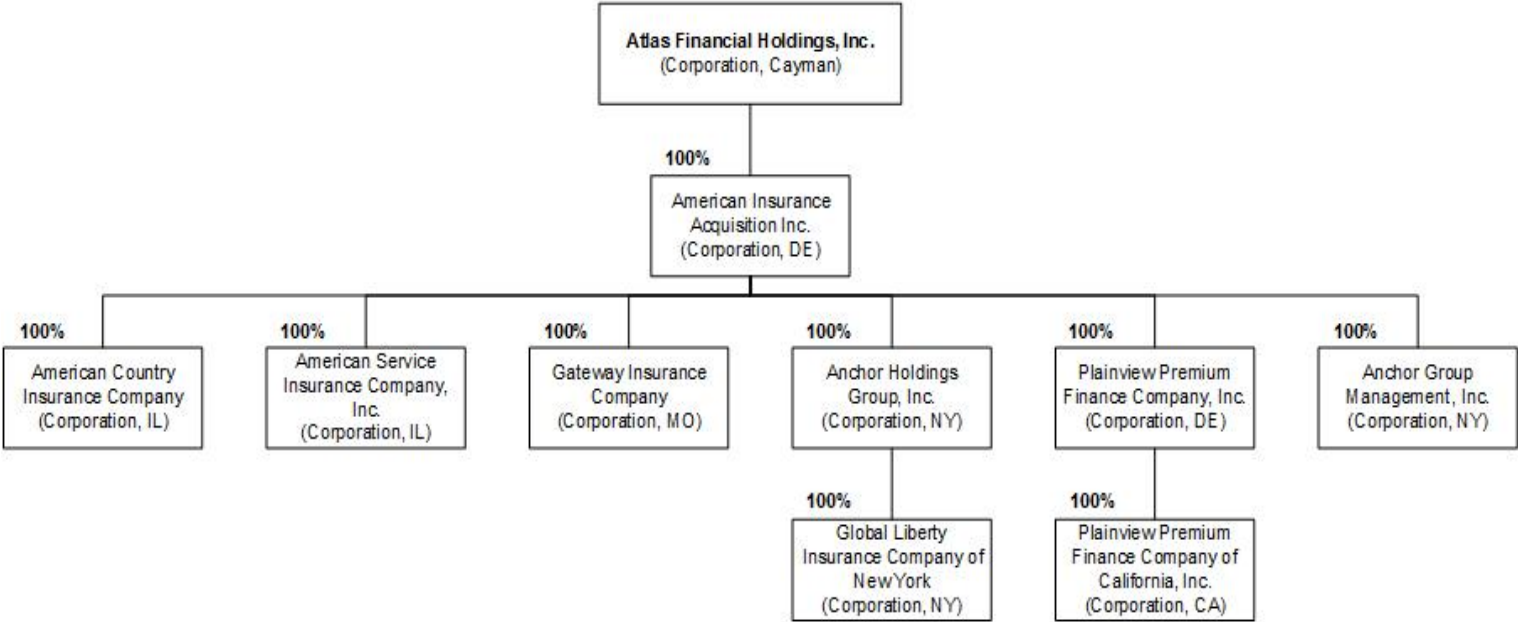 Atlas Financial Holdings, Inc.
(Corporation, Cayman)
100%
American Insurance
Acquisition Inc.
(Corporation, DE)
100%
American Country
Insurance Company
(Corporation, IL)
100%
American Service
Insurance Company,
Inc.
(Corporation, IL)
100%
Gateway Insurance
Company
(Corporation, MO)
100%
Anchor Holdings
Group, Inc.
(Corporation, NY)
100%
Plainview Premium
Finance Company, Inc.
(Corporation, DE)
100%
Anchor Group
Management, Inc.
(Corporation, NY)
100%
Global Liberty
Insurance Company of
New York
(Corporation, NY)
100%
Plainview Premium
Finance Company of
California, Inc.
(Corporation, CA)